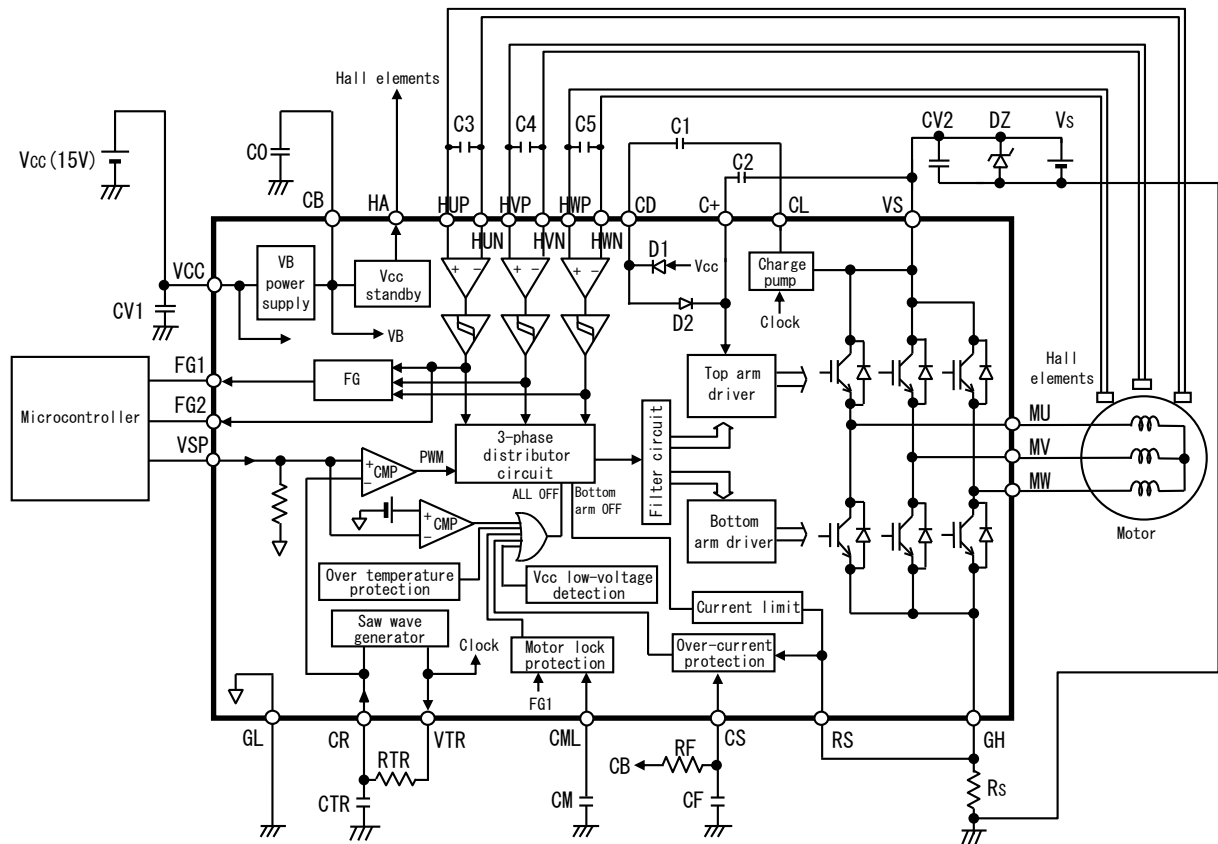 Hall elements
C3
C4
C5
C1
CV2
DZ
VS
VCC(15V)
C0
C2
CB
HA
HUP
HVP
HWP
CD
C+
CL
VS
HUN
HVN
HWN
VCC
VB
power
supply
Vcc
standby
+ −
+ −
+ −
D1
Vcc
Charge
pump
D2
Clock
CV1
VB
FG1
FG
Top arm
driver
Hall
elements
Microcontroller
FG2
VSP
3-phase
distributor
circuit
Filter circuit
MU
MV
MW
PWM
+
−
CMP
ALL OFF
Bottom
arm OFF
+
−
CMP
Bottom
arm driver
Motor
Over temperature
protection
Vcc low-voltage
detection
Current limit
Saw wave
generator
Clock
Motor lock
protection
Over-current
protection
FG1
GL
CR
VTR
CML
CS
RS
GH
RTR
CB
RF
RS
CTR
CM
CF